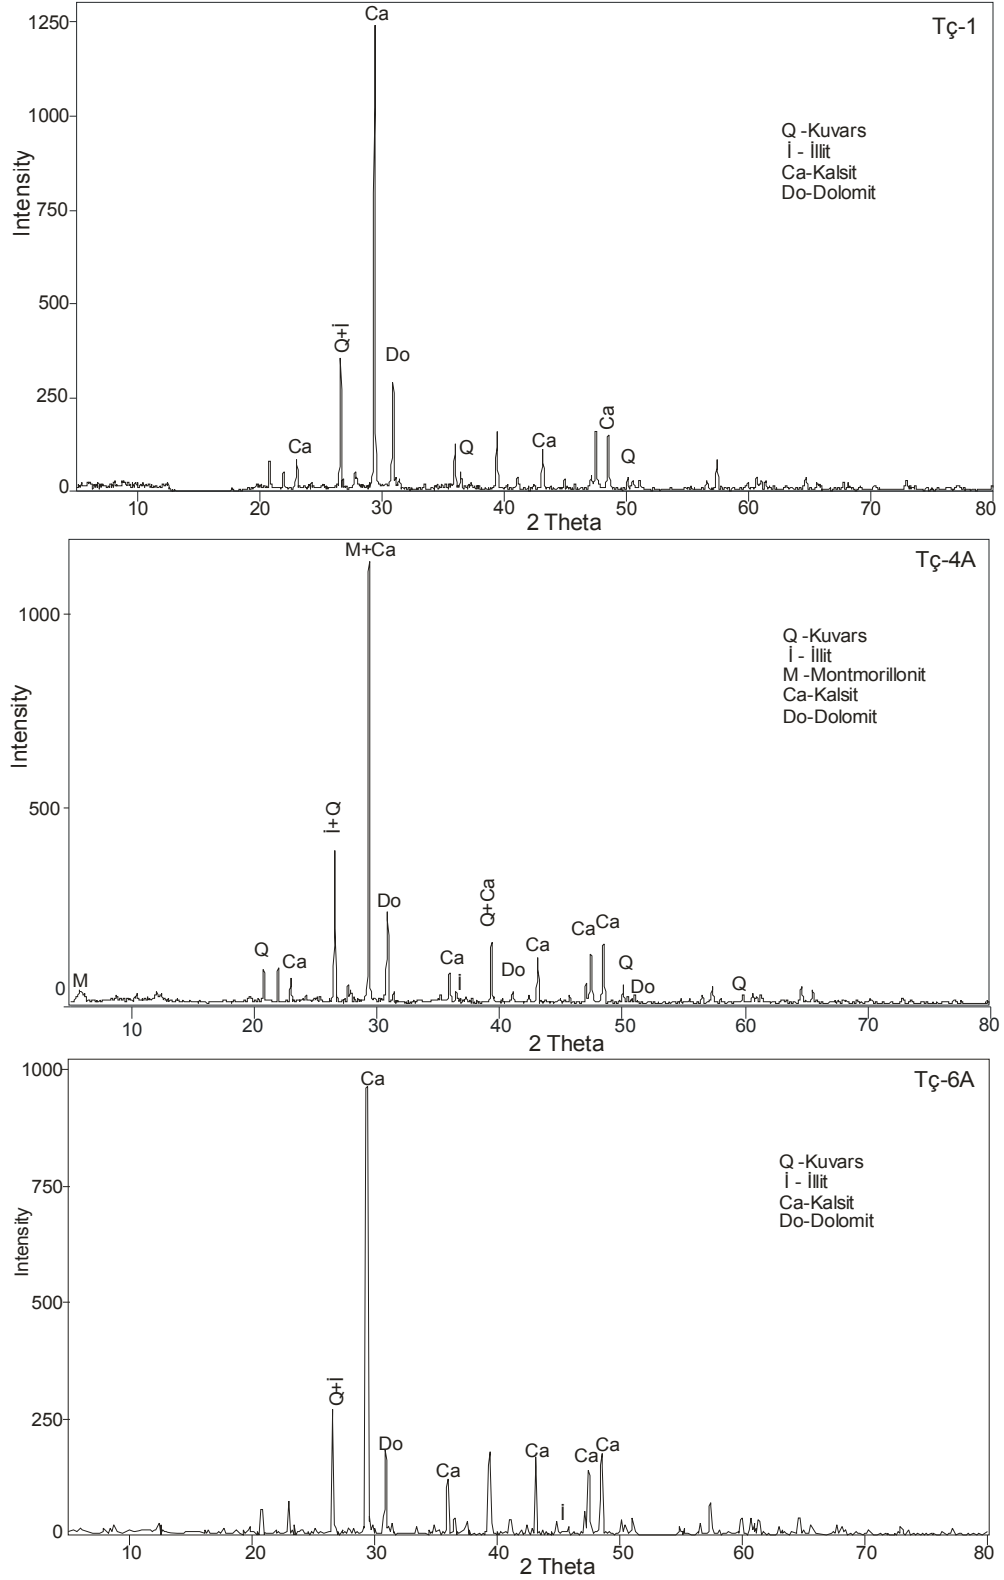 Tç-1
Ca
1250
1000
750
500
250
0
Intensity
Q -Kuvars
İ - İllit
Ca-Kalsit
Do-Dolomit
Ca
Q+İ
Do
Q
Ca
Ca
Q
10 20 30 40 50 60 70 80
2 Theta
Tç-4A
M+Ca
1000
500
0
Intensity
Q -Kuvars
İ - İllit
M -Montmorillonit
Ca-Kalsit
Do-Dolomit
M
Q
Ca
İ+Q
Do
Ca
İ
Q+Ca
Do
Ca
Ca
Ca
Q
Do
Q
10 20 30 40 50 60 70 80
2 Theta
Tç-6A
Ca
1000
750
500
250
0
Intensity
Q -Kuvars
İ - İllit
Ca-Kalsit
Do-Dolomit
Q+İ
Do
Ca
Ca
İ
Ca
Ca
10 20 30 40 50 60 70 80
2 Theta